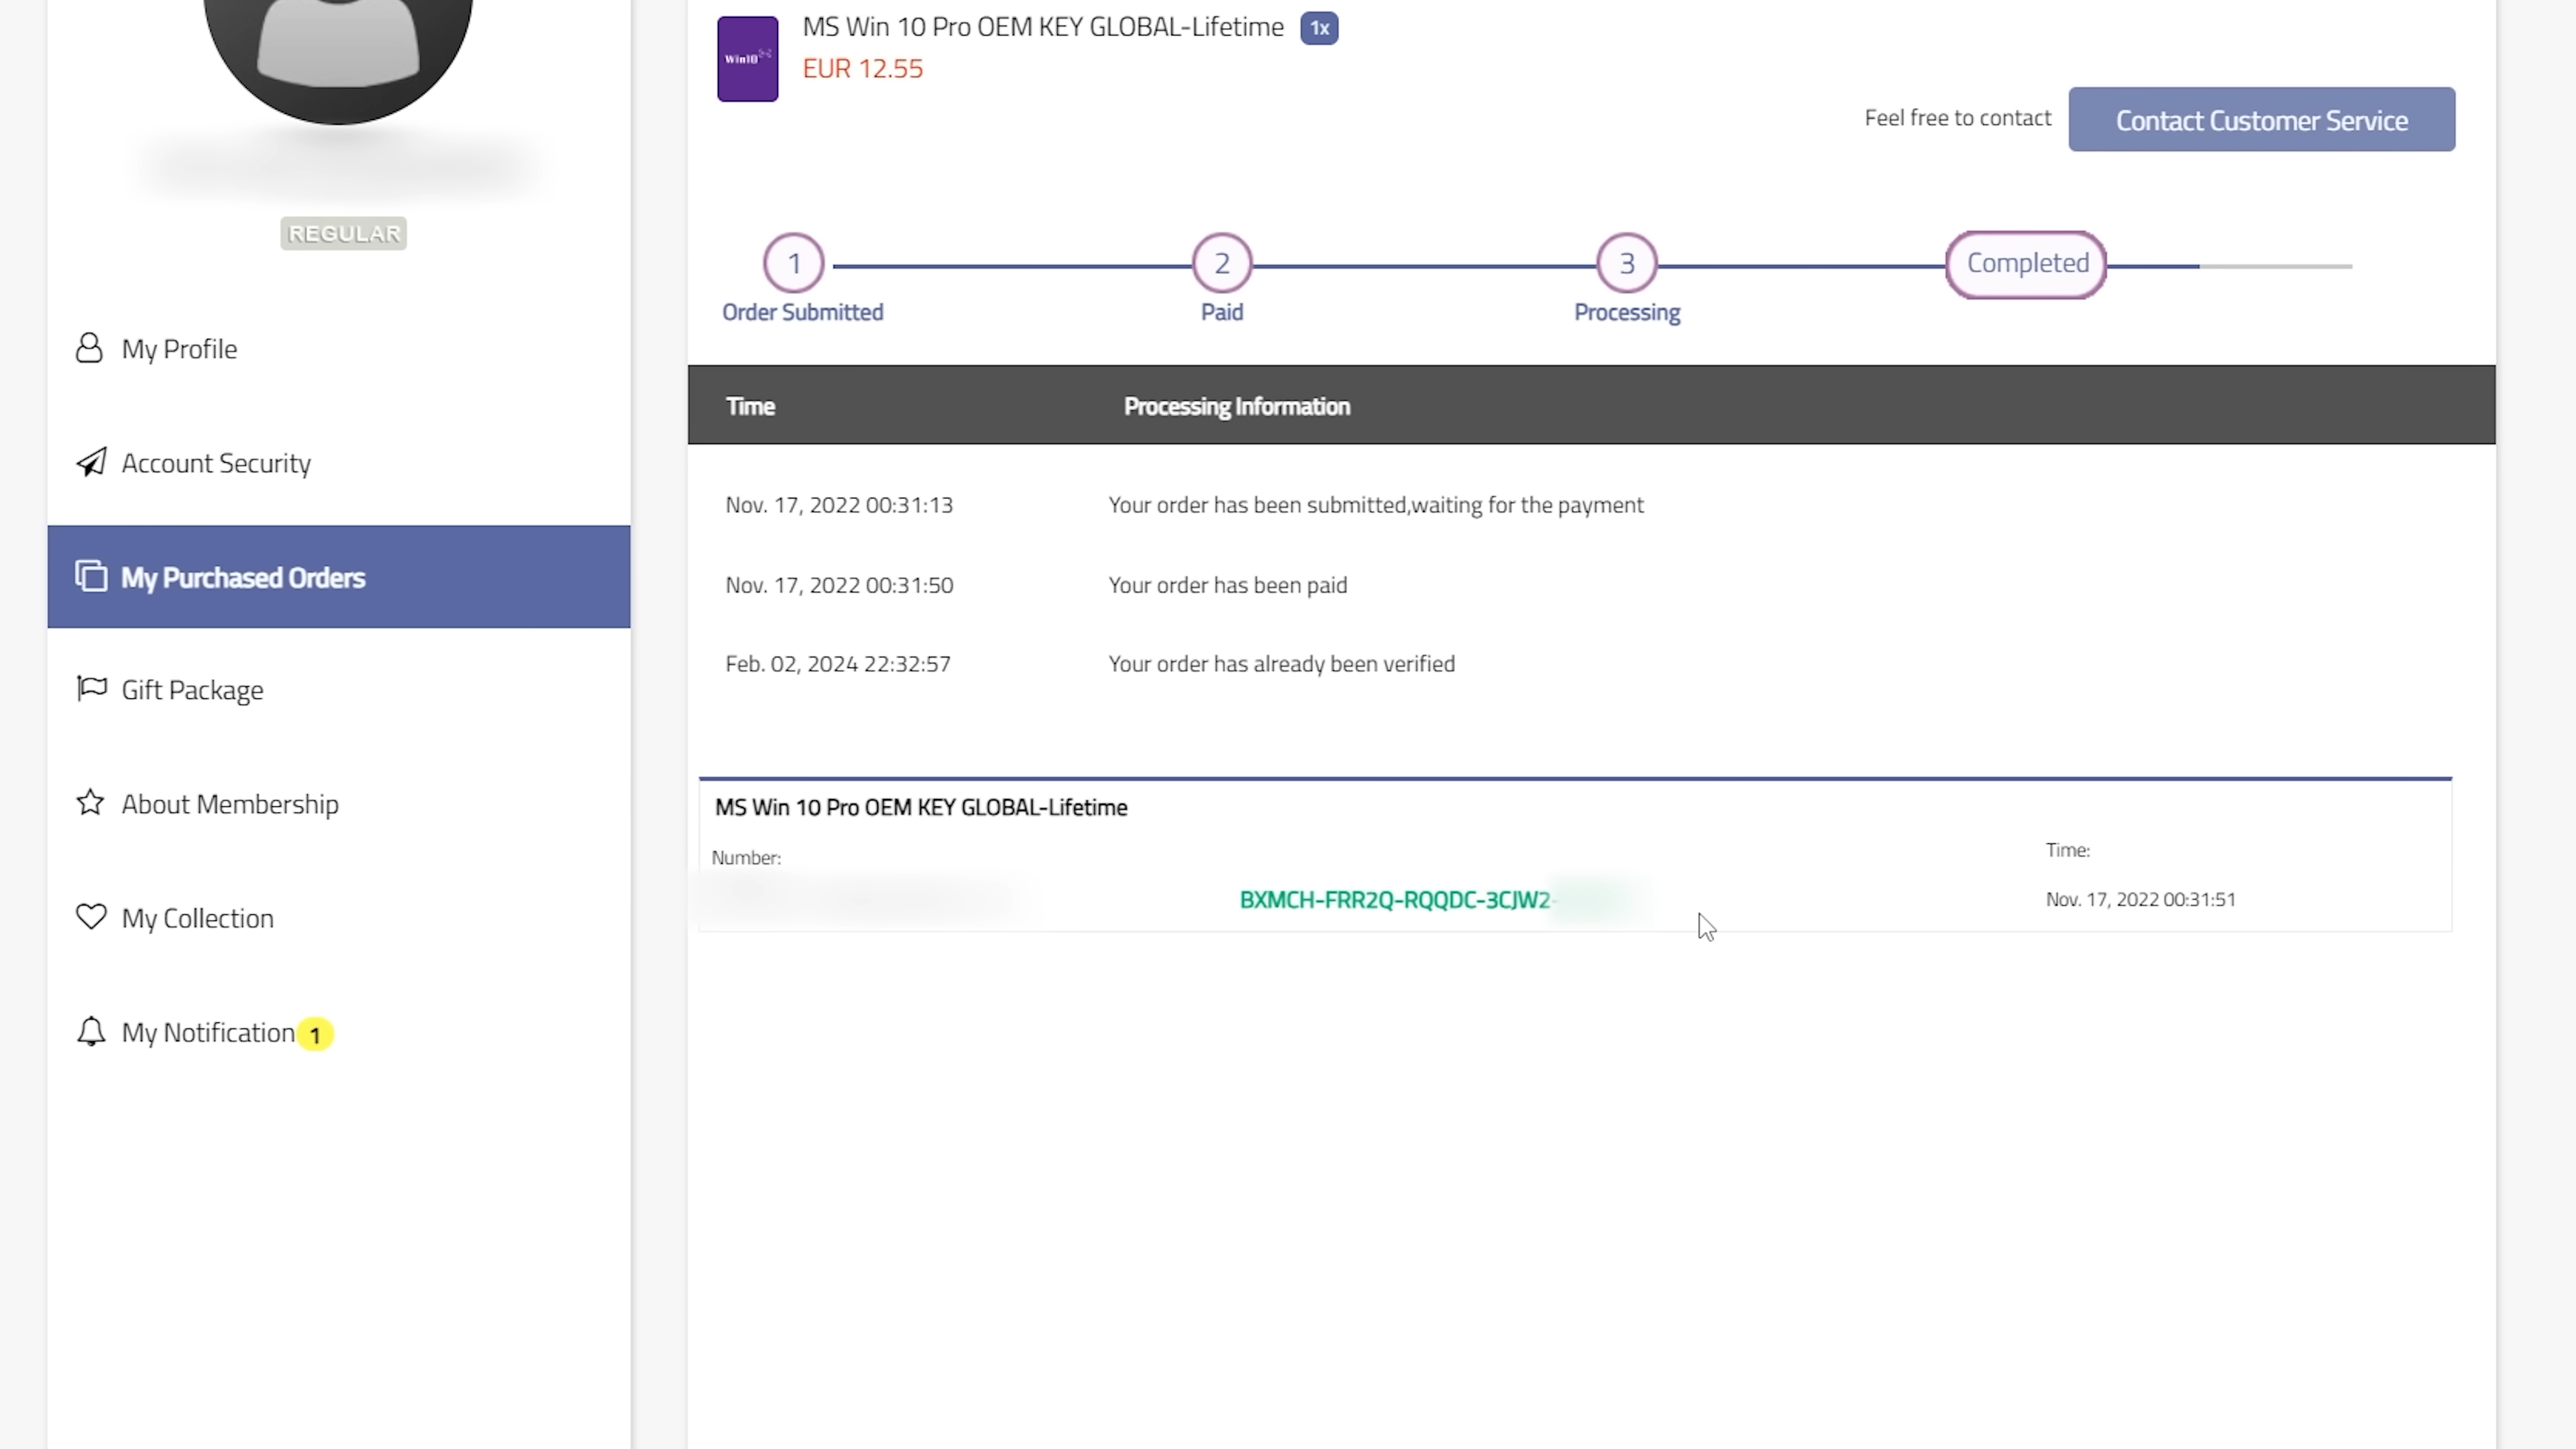 REGULAR
My Profile
Account Security
My Purchased Orders
Gift Package
About Membership
My Collection
My Notification 1
Win10
MS Win 10 Pro OEM KEY GLOBAL-Lifetime 1x
EUR 12.55
Feel free to contact Contact Customer Service
1 2 3 Completed
Order Submitted Paid Processing
Time Processing Information
Nov. 17, 2022 00:31:13 Your order has been submitted,waiting for the payment
Nov. 17, 2022 00:31:50 Your order has been paid
Feb. 02, 2024 22:32:57 Your order has already been verified
MS Win 10 Pro OEM KEY GLOBAL-Lifetime
Number: Time:
BXMCH-FRR2Q-RQQDC-3CJW2- Nov. 17, 2022 00:31:51